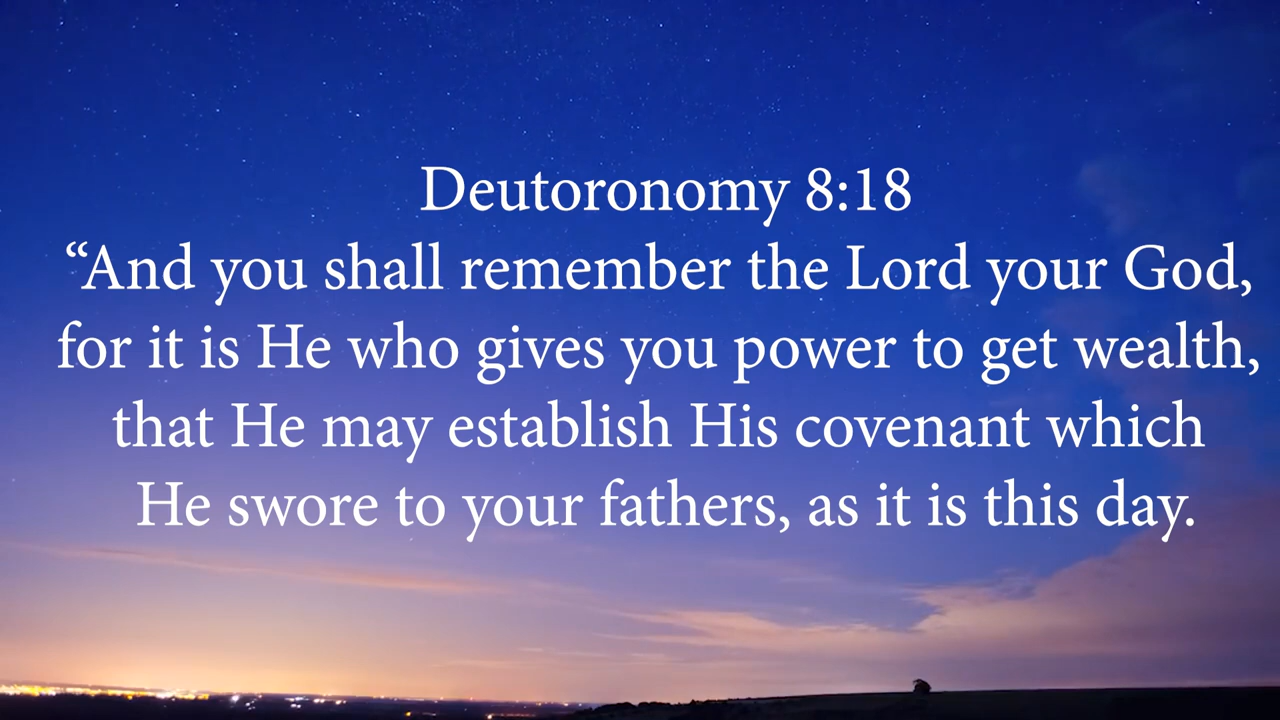 Deutoronomy 8:18
“And you shall remember the Lord your God,
for it is He who gives you power to get wealth,
that He may establish His covenant which
He swore to your fathers, as it is this day.